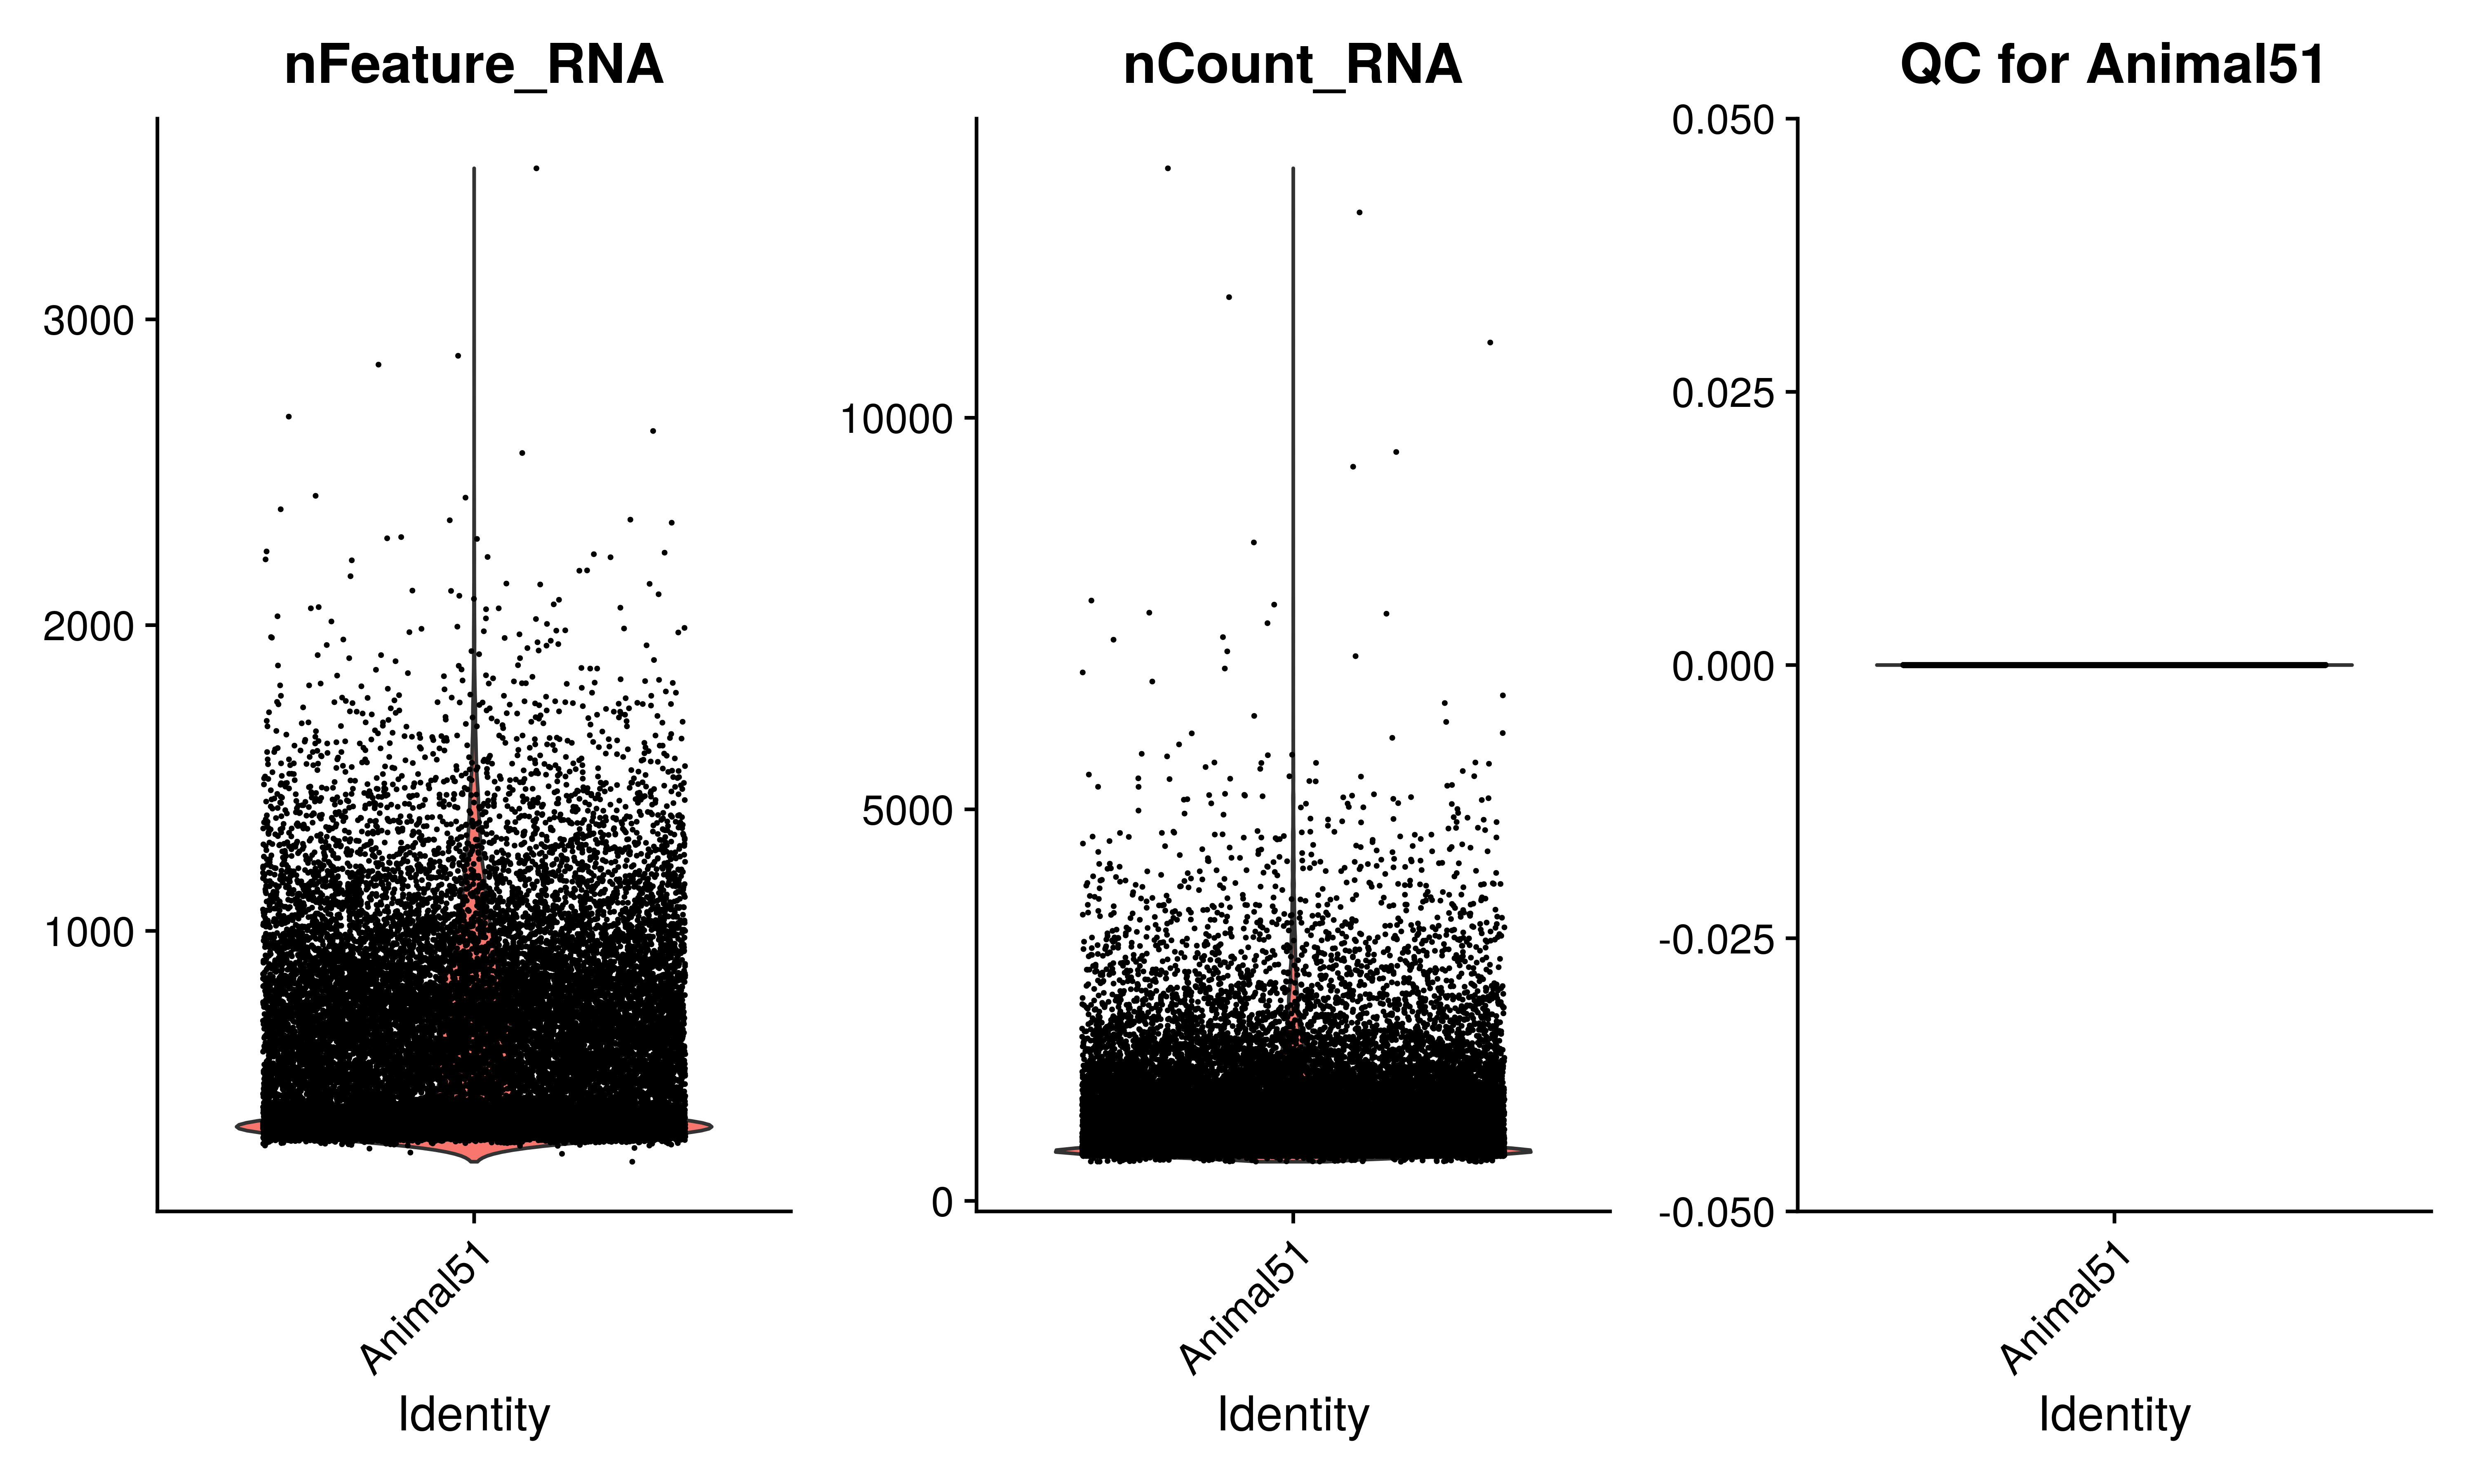 nFeature_RNA
3000
2000
1000
Animal51
Identity
nCount_RNA
10000
5000
0
Animal51
Identity
QC for Animal51
0.050
0.025
0.000
-0.025
-0.050
Animal51
Identity